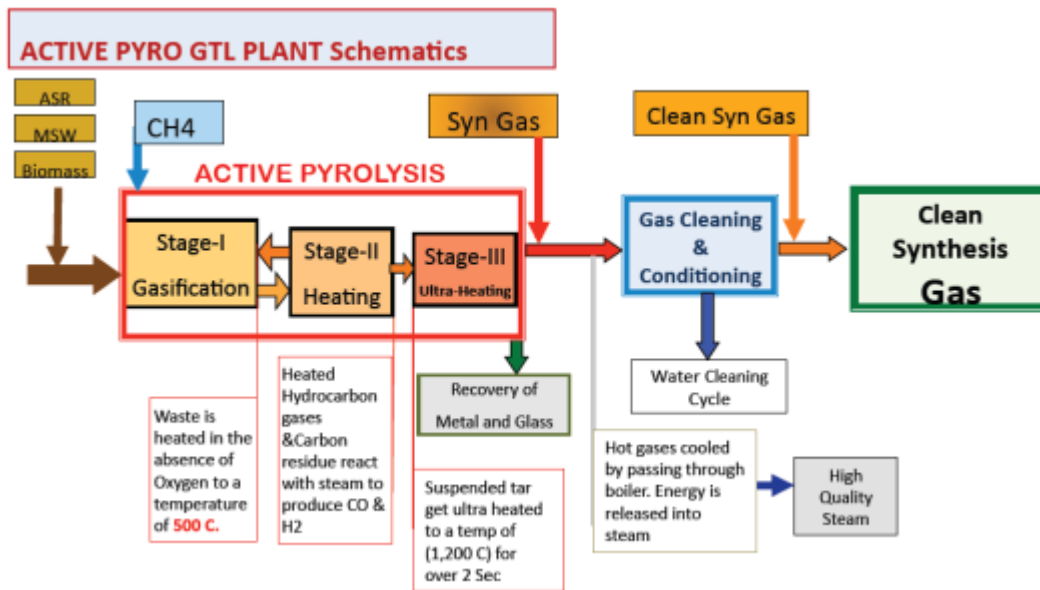 ACTIVE PYRO GTL PLANT Schematics
ASR
MSW
Biomass
CH4
Syn Gas
Clean Syn Gas
ACTIVE PYROLYSIS
Stage-I
Gasification
Stage-II
Heating
Stage-III
Ultra-Heating
Gas Cleaning
&
Conditioning
Clean
Synthesis
Gas
Waste is
heated in the
absence of
Oxygen to a
temperature
of 500 C.
Heated
Hydrocarbon
gases
&Carbon
residue react
with steam to
produce CO &
H2
Recovery of
Metal and Glass
Suspended tar
get ultra heated
to a temp of
(1,200 C) for
over 2 Sec
Water Cleaning
Cycle
Hot gases cooled
by passing through
boiler. Energy is
released into
steam
High
Quality
Steam